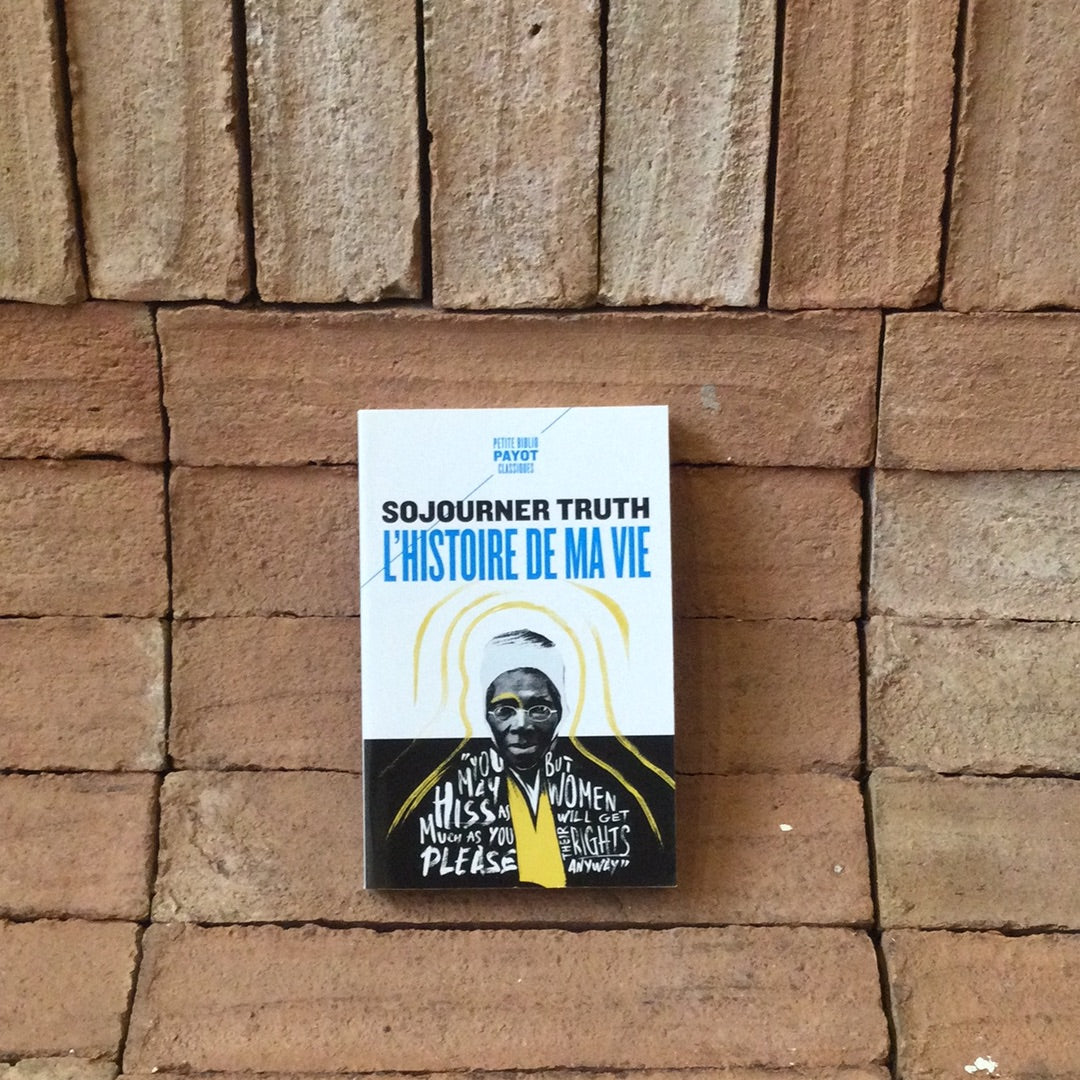 PETITE BIBLIO
PAYOT
CLASSIQUES
SOJOURNER TRUTH
L'HISTOIRE DE MA VIE
"YOU
MAY
HISS AS
MUCH AS YOU
PLEASE
BUT
WOMEN
WILL GET
THEIR RIGHTS
ANYWAY"